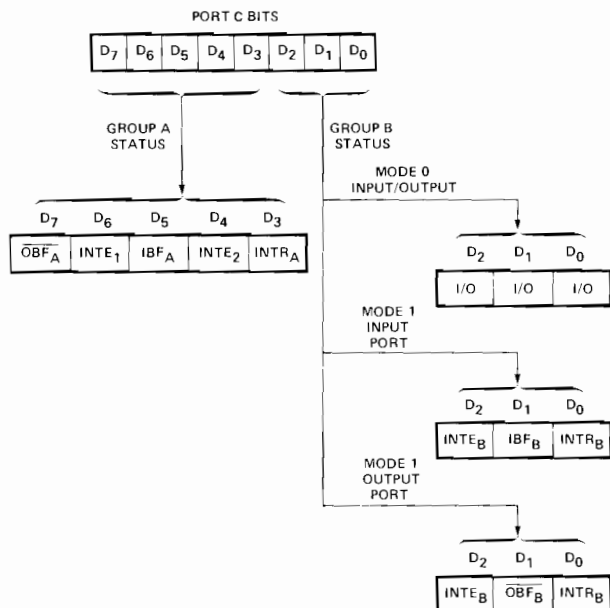 PORT C BITS
D7 D6 D5 D4 D3 D2 D1 D0
GROUP A
STATUS
GROUP B
STATUS
MODE 0
INPUT/OUTPUT
D7 D6 D5 D4 D3
O̅B̅F̅A INTE1 IBFA INTE2 INTRA
D2 D1 D0
I/O I/O I/O
MODE 1
INPUT
PORT
D2 D1 D0
INTEB IBFB INTRB
MODE 1
OUTPUT
PORT
D2 D1 D0
INTEB O̅B̅F̅B INTRB